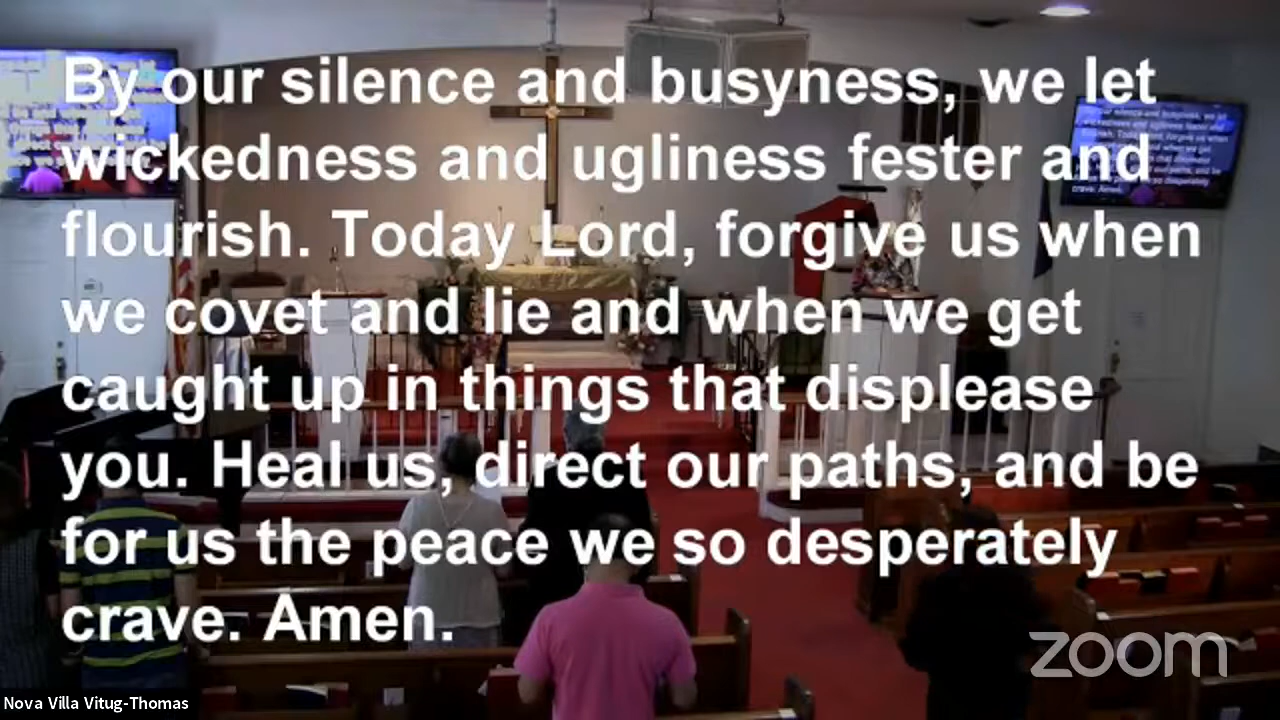 By our silence and busyness, we let
wickedness and ugliness fester and
flourish. Today Lord, forgive us when
we covet and lie and when we get
caught up in things that displease
you. Heal us, direct our paths, and be
for us the peace we so desperately
crave. Amen.
zoom
Nova Villa Vitug-Thomas